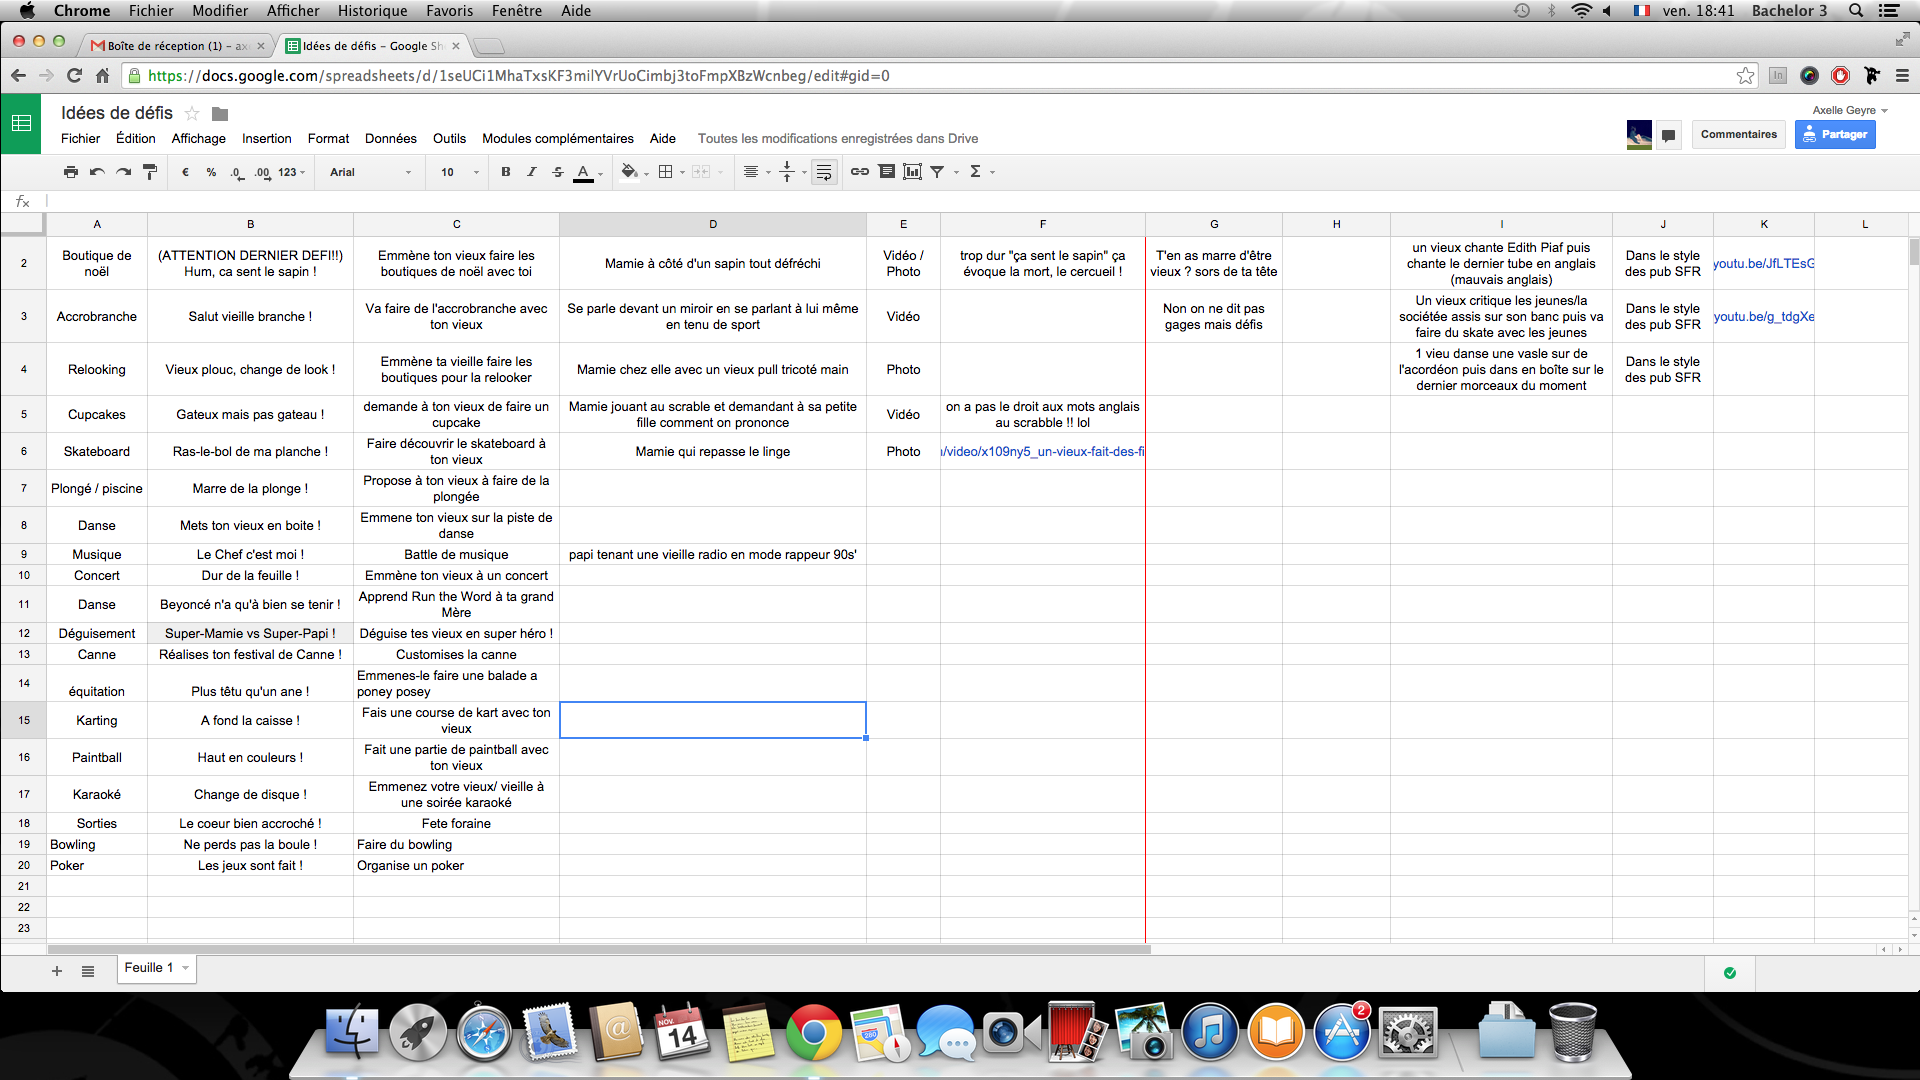 Chrome Fichier Modifier Afficher Historique Favoris Fenêtre Aide ven. 18:41 Bachelor 3
Boîte de réception (1) – ax Idées de défis – Google Sh
https://docs.google.com/spreadsheets/d/1seUCi1MhaTxsKF3milYVrUoCimbj3toFmpXBzWcnbeg/edit#gid=0
Idées de défis Axelle Geyre
Fichier Édition Affichage Insertion Format Données Outils Modules complémentaires Aide Toutes les modifications enregistrées dans Drive Commentaires Partager
€ % .0 .00 123 Arial 10 B I S A Σ
fx
A B C D E F G H I J K L
2 Boutique de noël (ATTENTION DERNIER DEFI!!) Hum, ca sent le sapin ! Emmène ton vieux faire les boutiques de noël avec toi Mamie à côté d'un sapin tout défréchi Vidéo / Photo trop dur "ça sent le sapin" ça évoque la mort, le cercueil ! T'en as marre d'être vieux ? sors de ta tête un vieux chante Edith Piaf puis chante le dernier tube en anglais (mauvais anglais) Dans le style des pub SFR youtu.be/JfLTEsG
3 Accrobranche Salut vieille branche ! Va faire de l'accrobranche avec ton vieux Se parle devant un miroir en se parlant à lui même en tenu de sport Vidéo Non on ne dit pas gages mais défis Un vieux critique les jeunes/la sociétée assis sur son banc puis va faire du skate avec les jeunes Dans le style des pub SFR youtu.be/g_tdgXe
4 Relooking Vieux plouc, change de look ! Emmène ta vieille faire les boutiques pour la relooker Mamie chez elle avec un vieux pull tricoté main Photo 1 vieu danse une vasle sur de l'acordéon puis dans en boîte sur le dernier morceaux du moment Dans le style des pub SFR
5 Cupcakes Gateux mais pas gateau ! demande à ton vieux de faire un cupcake Mamie jouant au scrable et demandant à sa petite fille comment on prononce Vidéo on a pas le droit aux mots anglais au scrabble !! lol
6 Skateboard Ras-le-bol de ma planche ! Faire découvrir le skateboard à ton vieux Mamie qui repasse le linge Photo /video/x109ny5_un-vieux-fait-des-fi
7 Plongé / piscine Marre de la plonge ! Propose à ton vieux à faire de la plongée
8 Danse Mets ton vieux en boite ! Emmene ton vieux sur la piste de danse
9 Musique Le Chef c'est moi ! Battle de musique papi tenant une vieille radio en mode rappeur 90s'
10 Concert Dur de la feuille ! Emmène ton vieux à un concert
11 Danse Beyoncé n'a qu'à bien se tenir ! Apprend Run the Word à ta grand Mère
12 Déguisement Super-Mamie vs Super-Papi ! Déguise tes vieux en super héro !
13 Canne Réalises ton festival de Canne ! Customises la canne
14 équitation Plus têtu qu'un ane ! Emmenes-le faire une balade a poney posey
15 Karting A fond la caisse ! Fais une course de kart avec ton vieux
16 Paintball Haut en couleurs ! Fait une partie de paintball avec ton vieux
17 Karaoké Change de disque ! Emmenez votre vieux/ vieille à une soirée karaoké
18 Sorties Le coeur bien accroché ! Fete foraine
19 Bowling Ne perds pas la boule ! Faire du bowling
20 Poker Les jeux sont fait ! Organise un poker
21
22
23
Feuille 1
NOV. 14
280
2